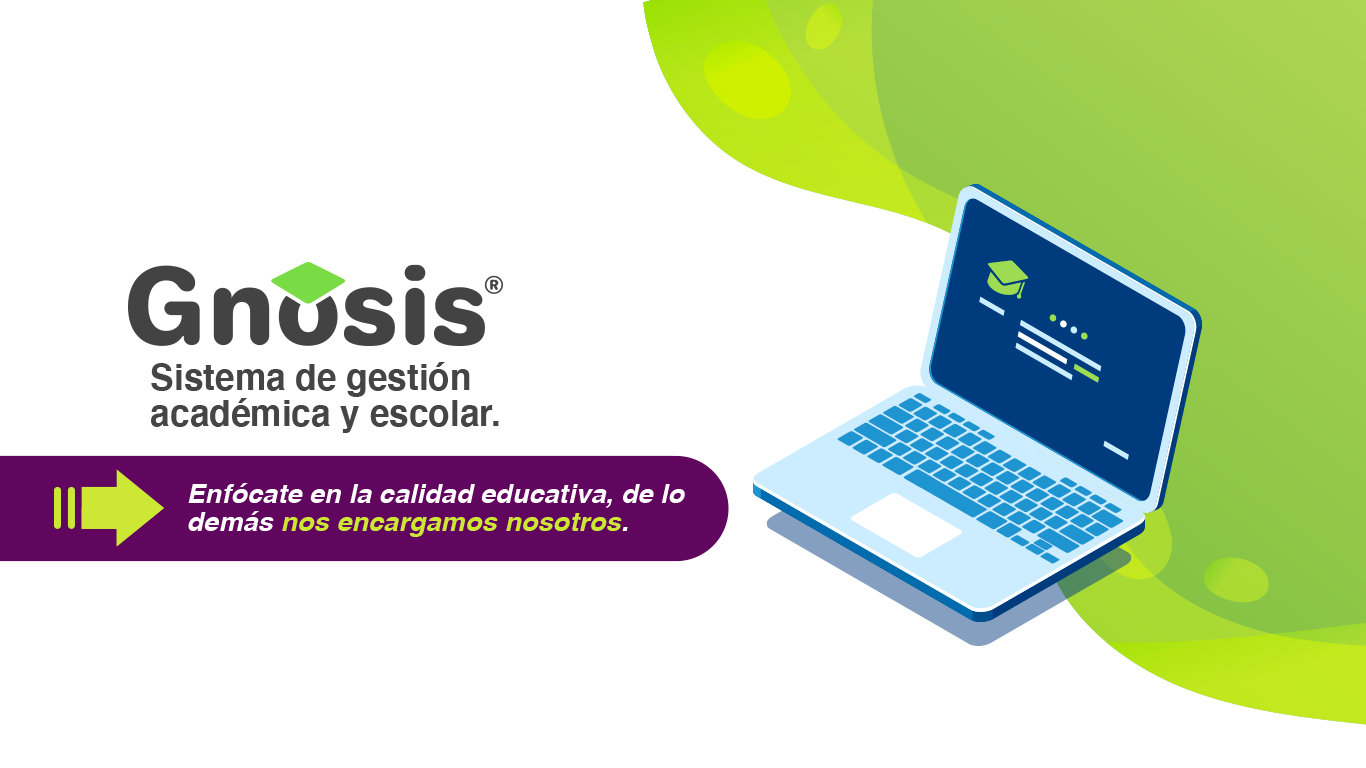 Gnosis®
Sistema de gestión
académica y escolar.
Enfócate en la calidad educativa, de lo
demás nos encargamos nosotros.